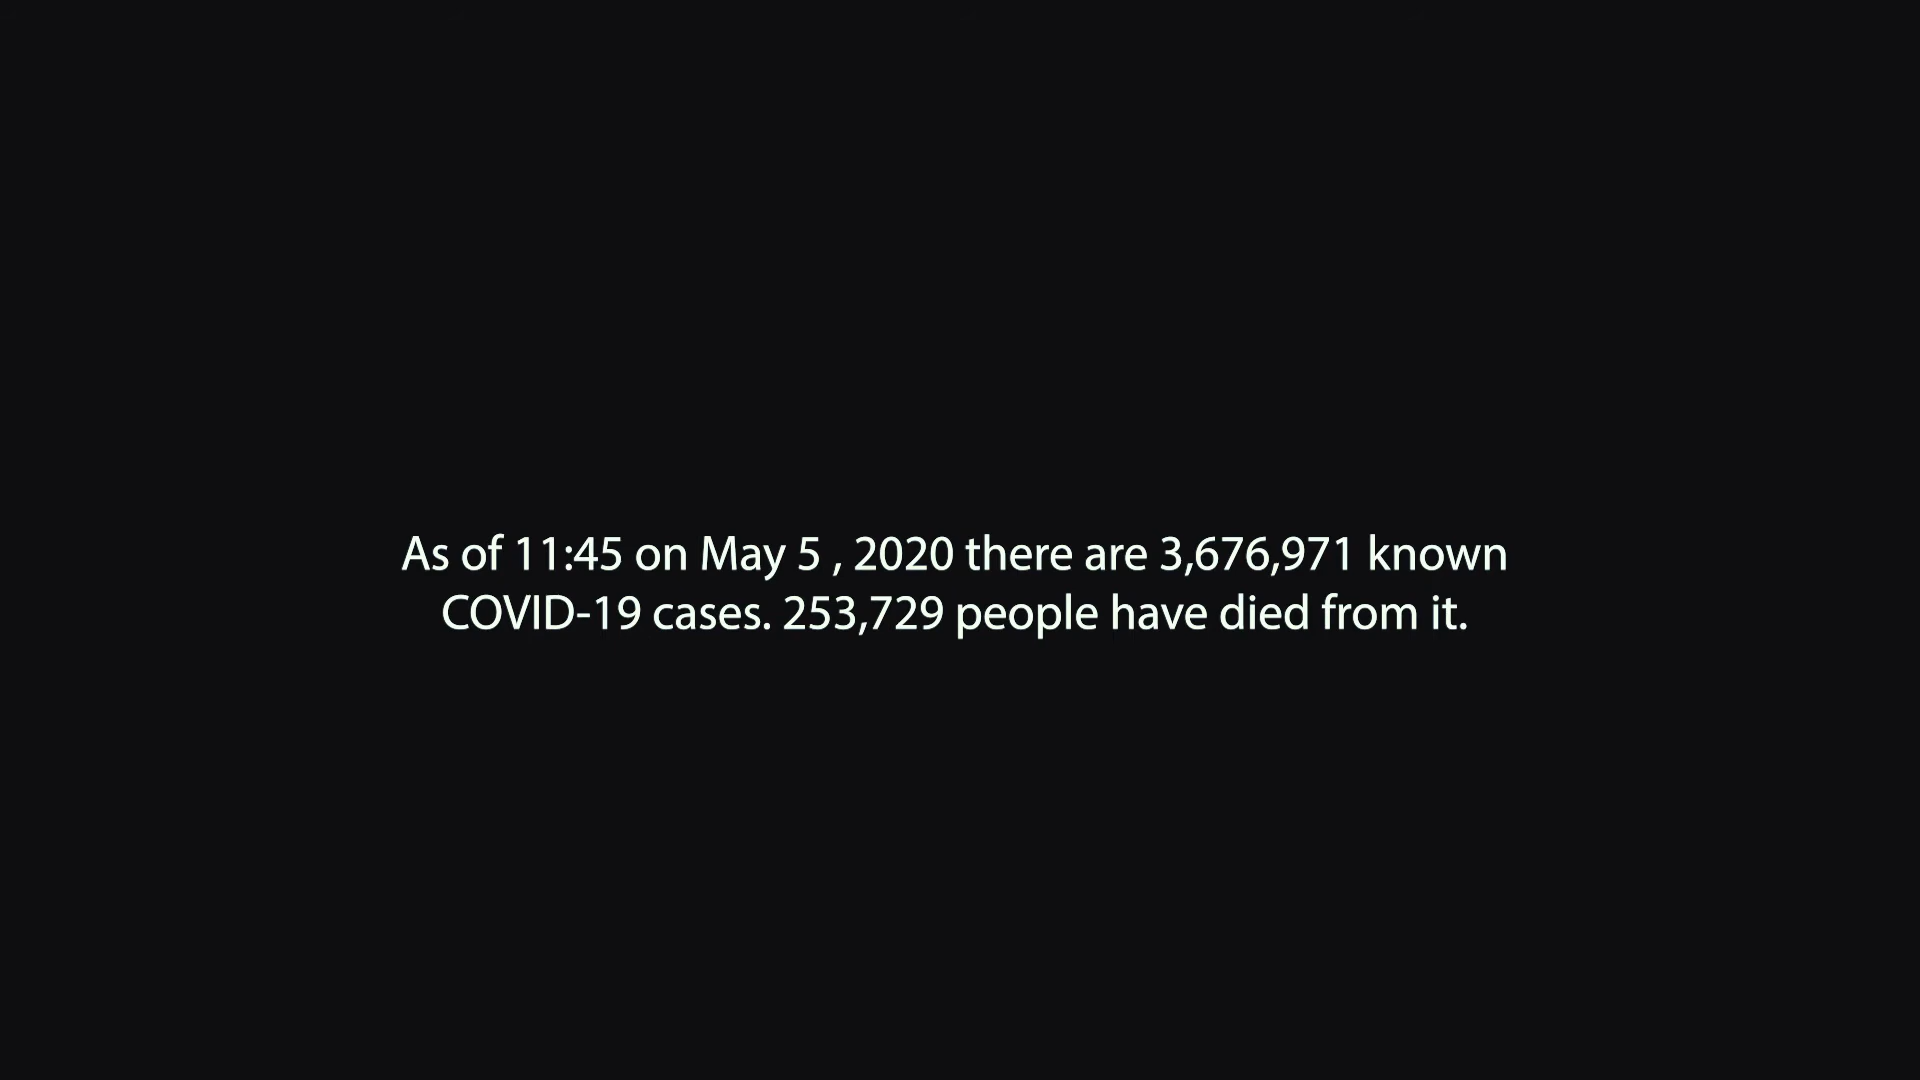 As of 11:45 on May 5 , 2020 there are 3,676,971 known
COVID-19 cases. 253,729 people have died from it.